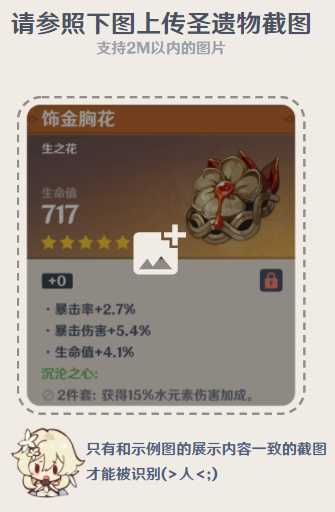 请参照下图上传圣遗物截图
支持2M以内的图片
饰金胸花
生之花
生命值
717
+0
·暴击率+2.7%
·暴击伤害+5.4%
·生命值+4.1%
沉沦之心:
2件套: 获得15%水元素伤害加成。
只有和示例图的展示内容一致的截图
才能被识别(>人<;)